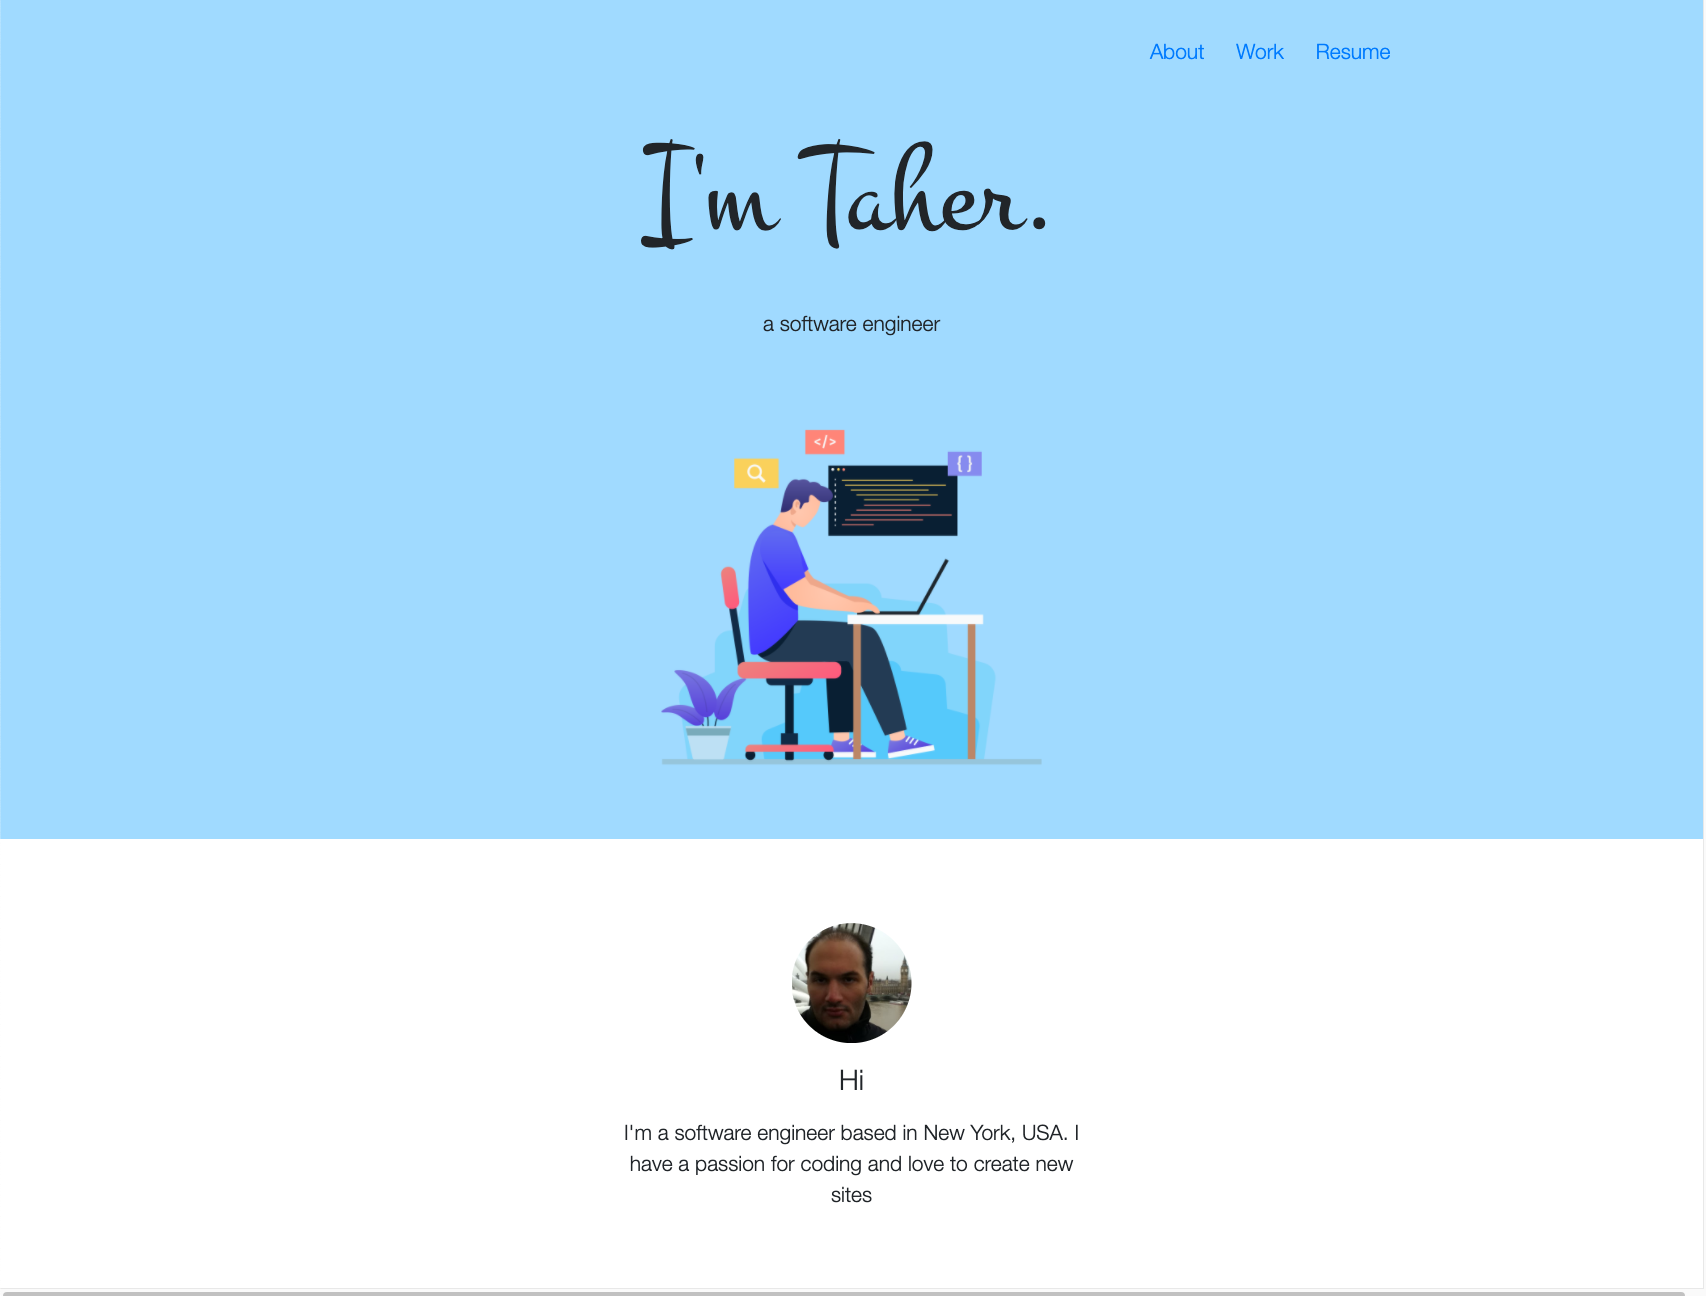 About Work Resume
I'm Taher.
a software engineer
</>
{ }
Hi
I'm a software engineer based in New York, USA. I
have a passion for coding and love to create new
sites